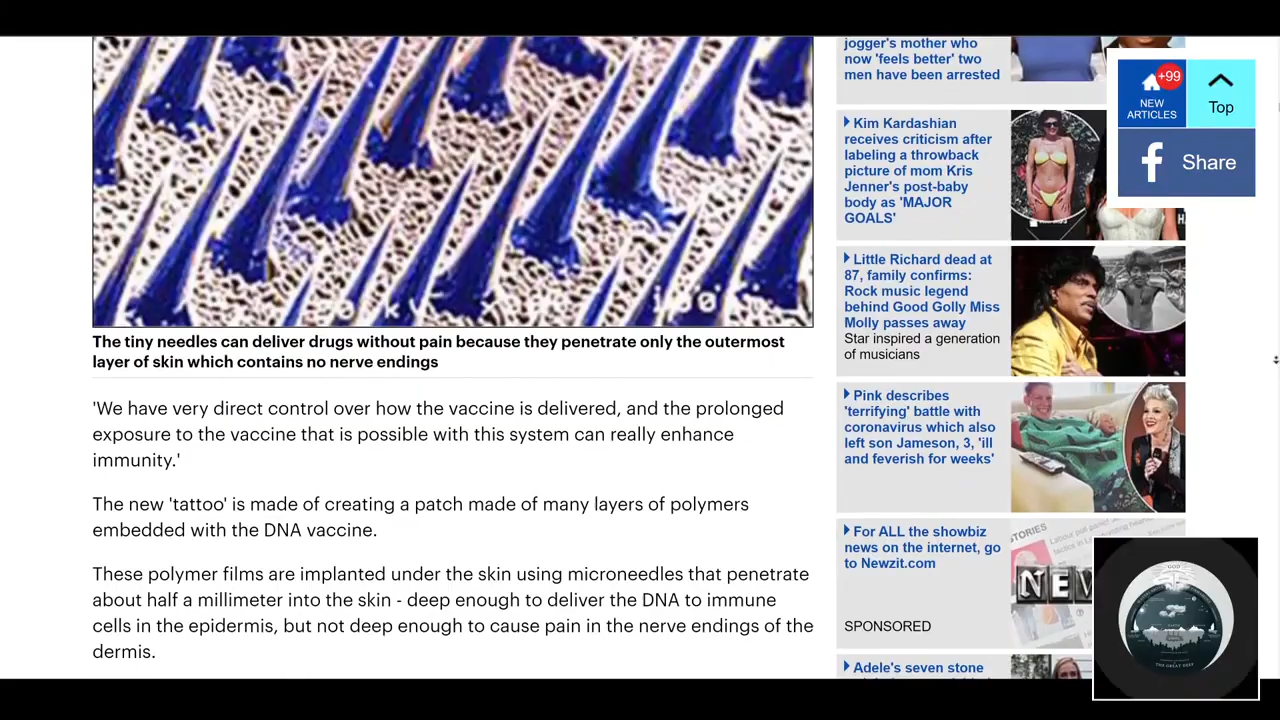 The tiny needles can deliver drugs without pain because they penetrate only the outermost
layer of skin which contains no nerve endings
'We have very direct control over how the vaccine is delivered, and the prolonged
exposure to the vaccine that is possible with this system can really enhance
immunity.'
The new 'tattoo' is made of creating a patch made of many layers of polymers
embedded with the DNA vaccine.
These polymer films are implanted under the skin using microneedles that penetrate
about half a millimeter into the skin - deep enough to deliver the DNA to immune
cells in the epidermis, but not deep enough to cause pain in the nerve endings of the
dermis.
jogger's mother who
now 'feels better' two
men have been arrested
Kim Kardashian
receives criticism after
labeling a throwback
picture of mom Kris
Jenner's post-baby
body as 'MAJOR
GOALS'
Little Richard dead at
87, family confirms:
Rock music legend
behind Good Golly Miss
Molly passes away
Star inspired a generation
of musicians
Pink describes
'terrifying' battle with
coronavirus which also
left son Jameson, 3, 'ill
and feverish for weeks'
For ALL the showbiz
news on the internet, go
to Newzit.com
SPONSORED
Adele's seven stone
+99
NEW
ARTICLES
Top
Share
GOD
THE GREAT DEEP